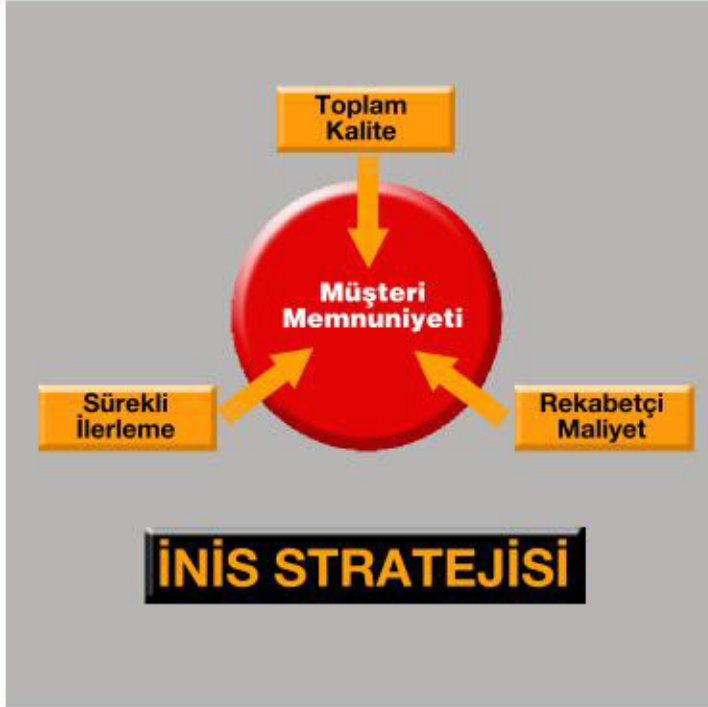 Toplam
Kalite
Müşteri
Memnuniyeti
Sürekli
İlerleme
Rekabetçi
Maliyet
İNİS STRATEJİSİ